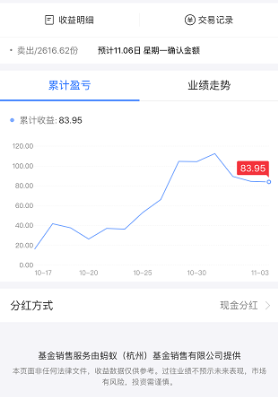 收益明细 交易记录
• 卖出/2616.62份 预计11.06日 星期一确认金额
累计盈亏 业绩走势
累计收益: 83.95
120.00
100.00
83.95
80.00
60.00
40.00
20.00
0.00
10-17 10-20 10-25 10-30 11-03
分红方式 现金分红 >
基金销售服务由蚂蚁（杭州）基金销售有限公司提供
本页面非任何法律文件，收益数据仅供参考。过往业绩不预示未来表现，市场
有风险，投资需谨慎。